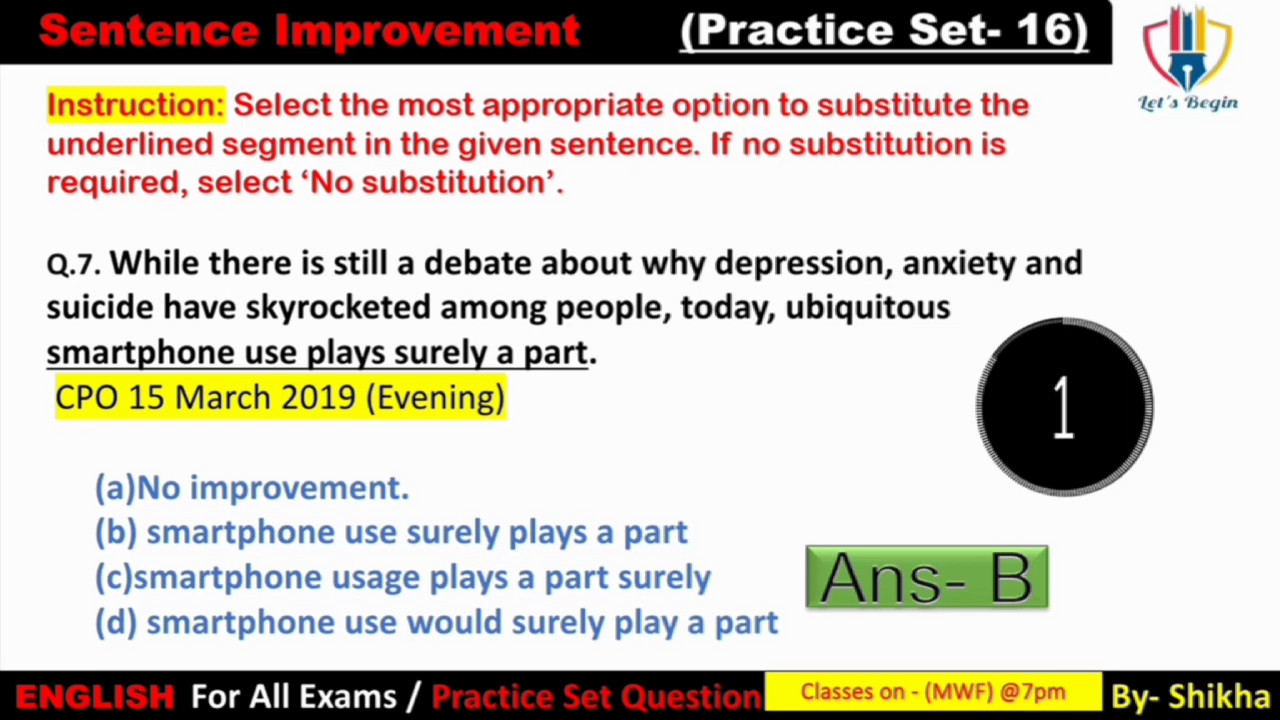 Sentence Improvement (Practice Set- 16)
Let's Begin
Instruction: Select the most appropriate option to substitute the
underlined segment in the given sentence. If no substitution is
required, select ‘No substitution’.
Q.7. While there is still a debate about why depression, anxiety and
suicide have skyrocketed among people, today, ubiquitous
smartphone use plays surely a part.
CPO 15 March 2019 (Evening)
1
(a)No improvement.
(b) smartphone use surely plays a part
(c)smartphone usage plays a part surely
(d) smartphone use would surely play a part
Ans- B
ENGLISH For All Exams / Practice Set Question Classes on - (MWF) @7pm By- Shikha